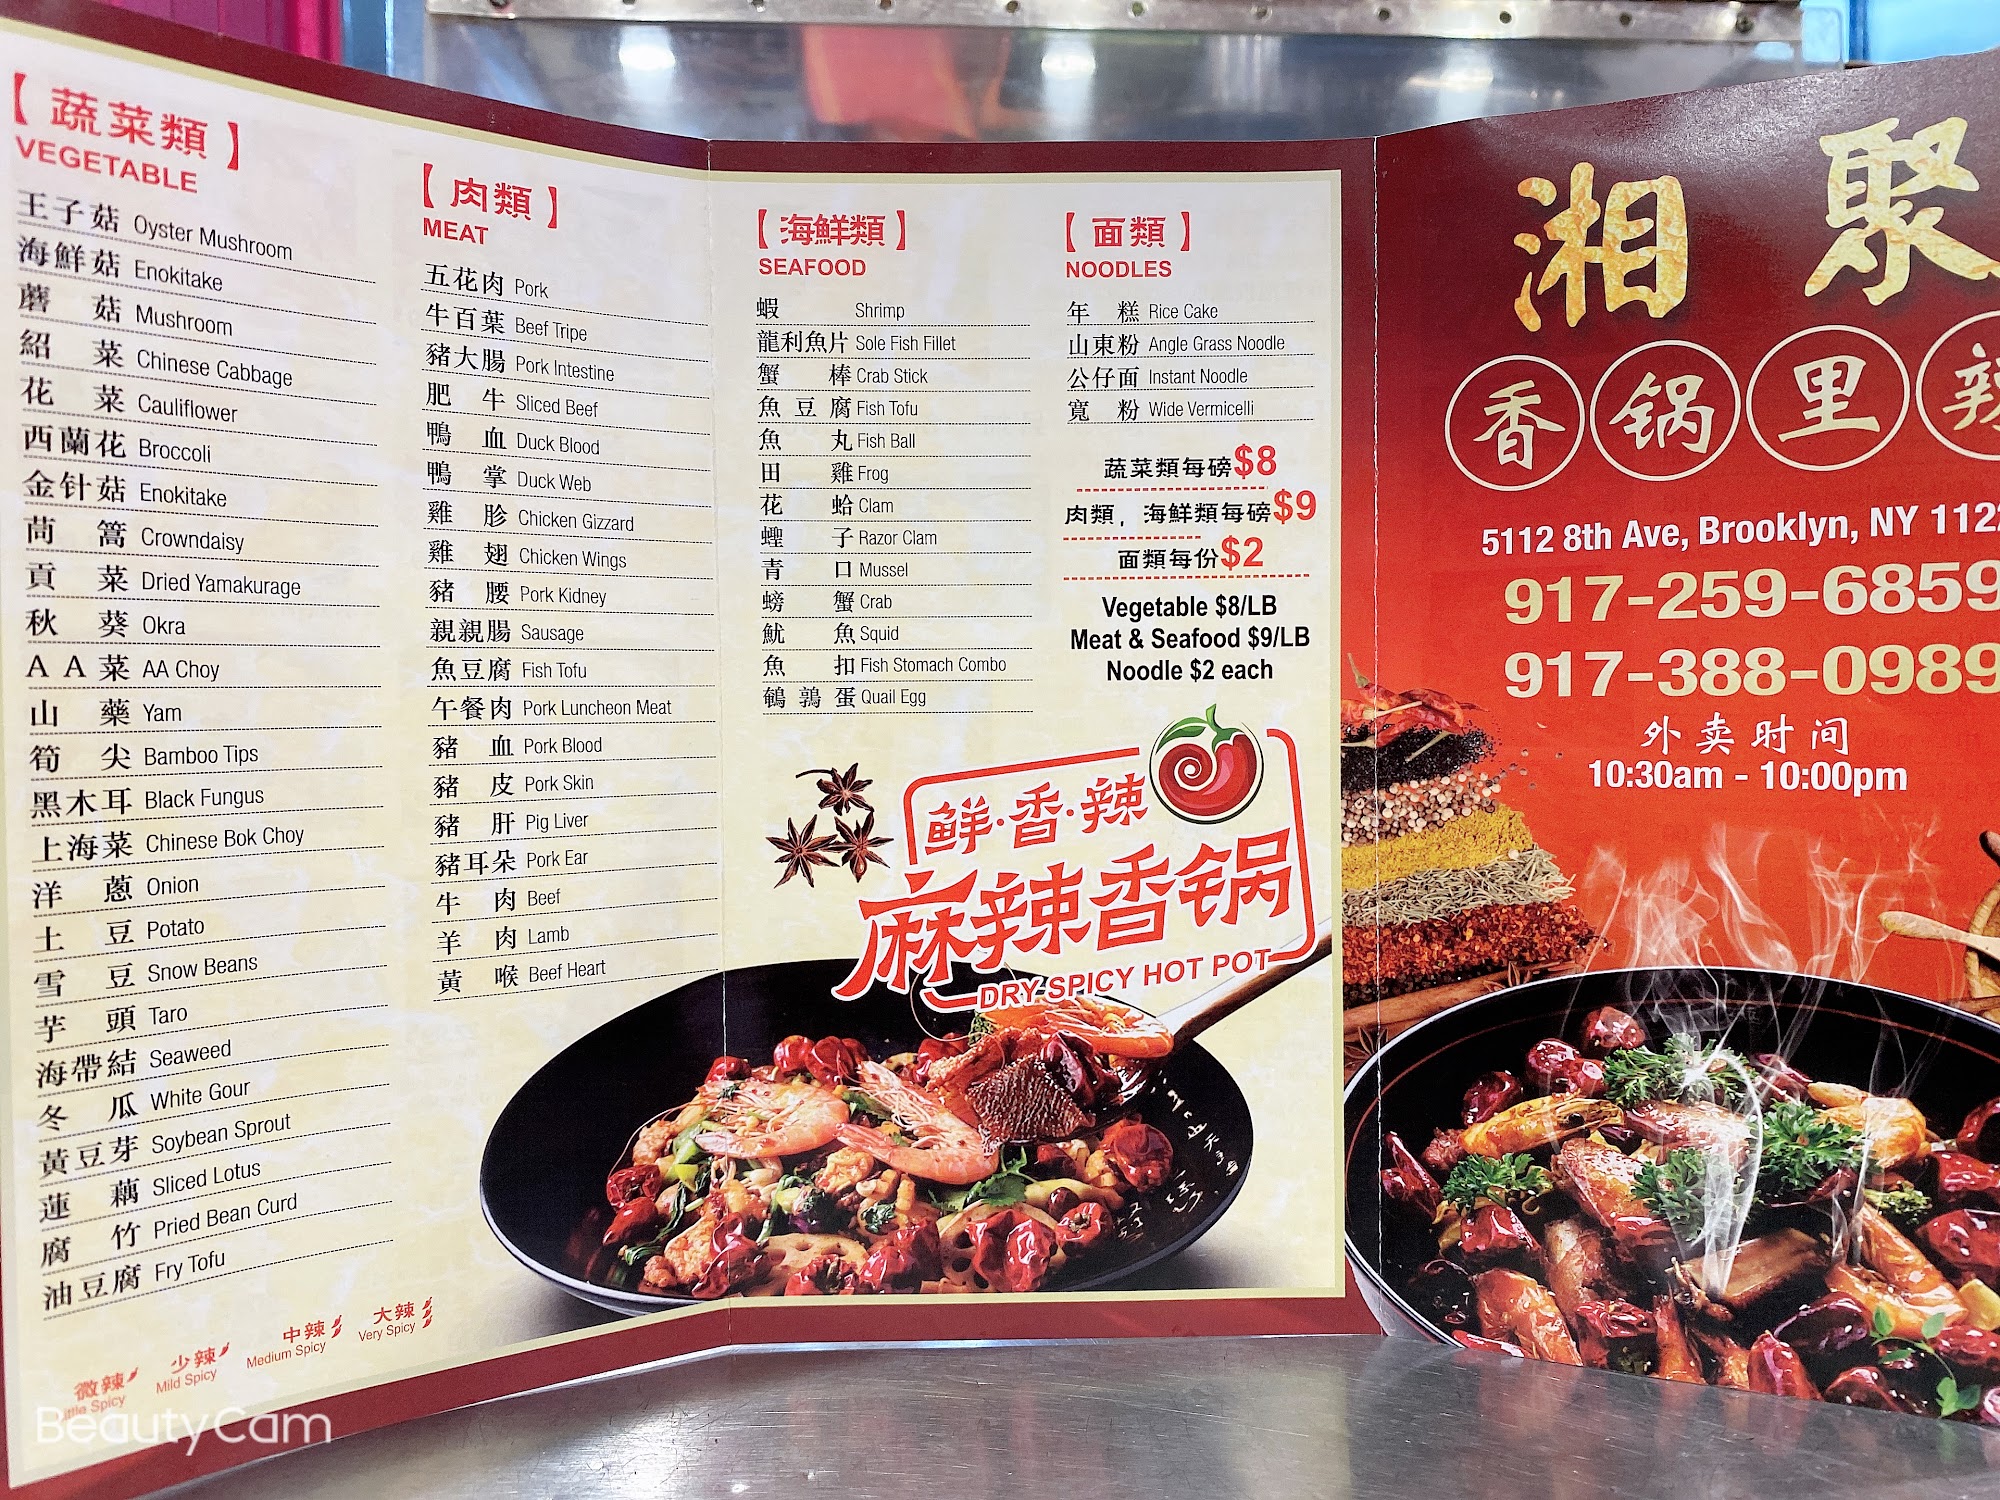 【蔬菜類】
VEGETABLE
王子菇 Oyster Mushroom
海鮮菇 Enokitake
蘑菇 Mushroom
紹菜 Chinese Cabbage
花菜 Cauliflower
西蘭花 Broccoli
金针菇 Enokitake
茼篙 Crowndaisy
貢菜 Dried Yamakurage
秋葵 Okra
AA菜 AA Choy
山藥 Yam
筍尖 Bamboo Tips
黑木耳 Black Fungus
上海菜 Chinese Bok Choy
洋蔥 Onion
土豆 Potato
雪豆 Snow Beans
芋頭 Taro
海帶結 Seaweed
冬瓜 White Gour
黃豆芽 Soybean Sprout
蓮藕 Sliced Lotus
腐竹 Pried Bean Curd
油豆腐 Fry Tofu
微辣 Little Spicy
少辣 Mild Spicy
中辣 Medium Spicy
大辣 Very Spicy
【肉類】
MEAT
五花肉 Pork
牛百葉 Beef Tripe
豬大腸 Pork Intestine
肥牛 Sliced Beef
鴨血 Duck Blood
鴨掌 Duck Web
雞胗 Chicken Gizzard
雞翅 Chicken Wings
豬腰 Pork Kidney
親親腸 Sausage
魚豆腐 Fish Tofu
午餐肉 Pork Luncheon Meat
豬血 Pork Blood
豬皮 Pork Skin
豬肝 Pig Liver
豬耳朵 Pork Ear
牛肉 Beef
羊肉 Lamb
黃喉 Beef Heart
【海鮮類】
SEAFOOD
蝦 Shrimp
龍利魚片 Sole Fish Fillet
蟹棒 Crab Stick
魚豆腐 Fish Tofu
魚丸 Fish Ball
田雞 Frog
花蛤 Clam
蟶子 Razor Clam
青口 Mussel
螃蟹 Crab
魷魚 Squid
魚扣 Fish Stomach Combo
鵪鶉蛋 Quail Egg
【面類】
NOODLES
年糕 Rice Cake
山東粉 Angle Grass Noodle
公仔面 Instant Noodle
寬粉 Wide Vermicelli
蔬菜類每磅$8
肉類，海鮮類每磅$9
面類每份$2
Vegetable $8/LB
Meat & Seafood $9/LB
Noodle $2 each
鲜·香·辣
麻辣香锅
DRY SPICY HOT POT
湘聚
香锅里辣
5112 8th Ave, Brooklyn, NY 112
917-259-6859
917-388-0989
外卖时间
10:30am - 10:00pm
BeautyCam